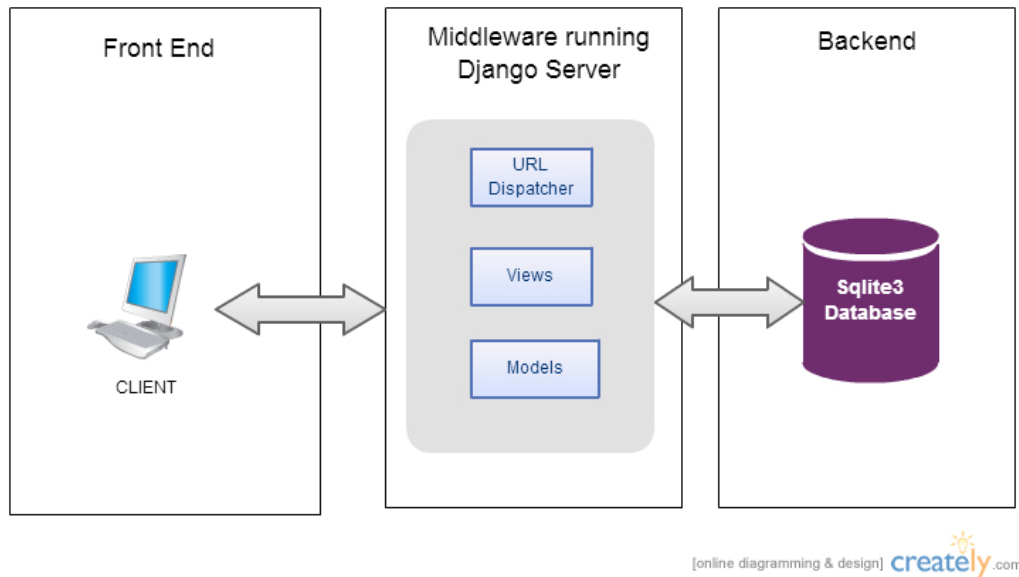 Front End
Middleware running
Django Server
Backend
URL
Dispatcher
Views
Models
CLIENT
Sqlite3
Database
[online diagramming & design] creately.com